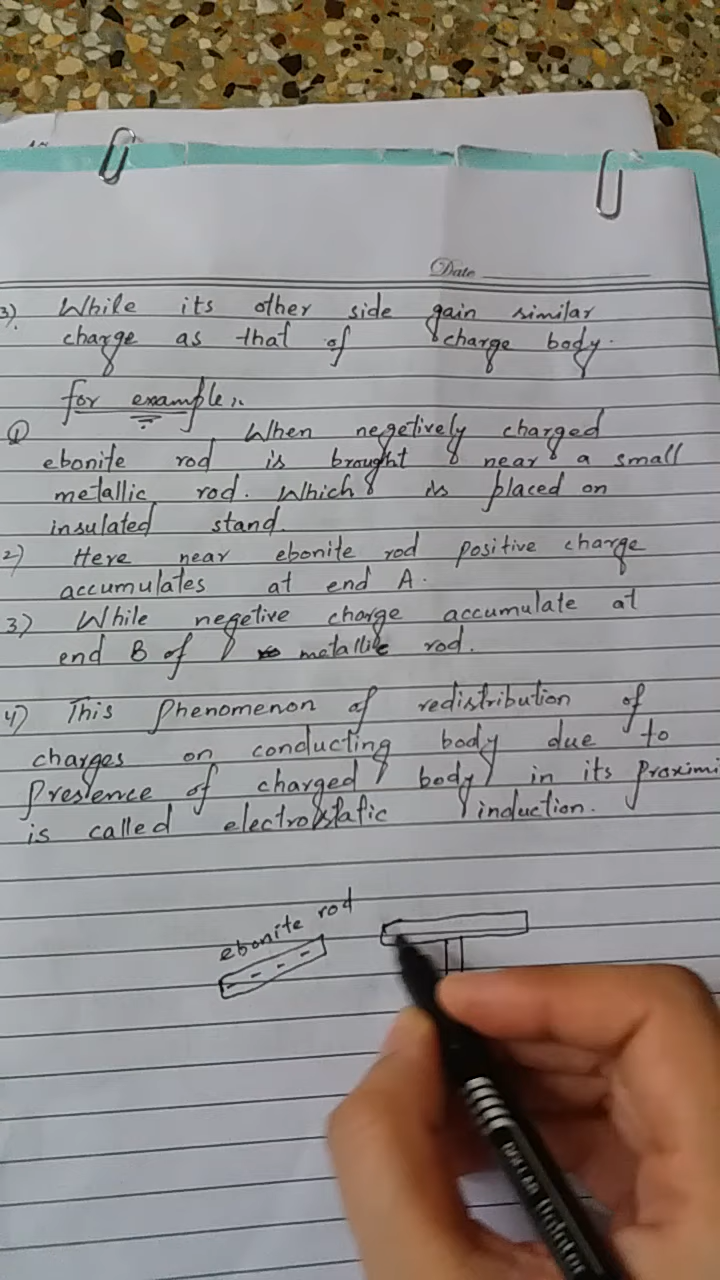 Date
3). While its other side gain similar
charge as that of charge body.
for example:.
① When negetively charged
ebonite rod is brought near a small
metallic rod. Which is placed on
insulated stand.
2) Here near ebonite rod positive charge
accumulates at end A.
3) While negetive charge accumulate at
end B of metallic rod.
4) This Phenomenon of redistribution of
charges on conducting body due to
Presence of charged body in its Proximi
is called electrostatic induction.
ebonite rod
DOLLAR